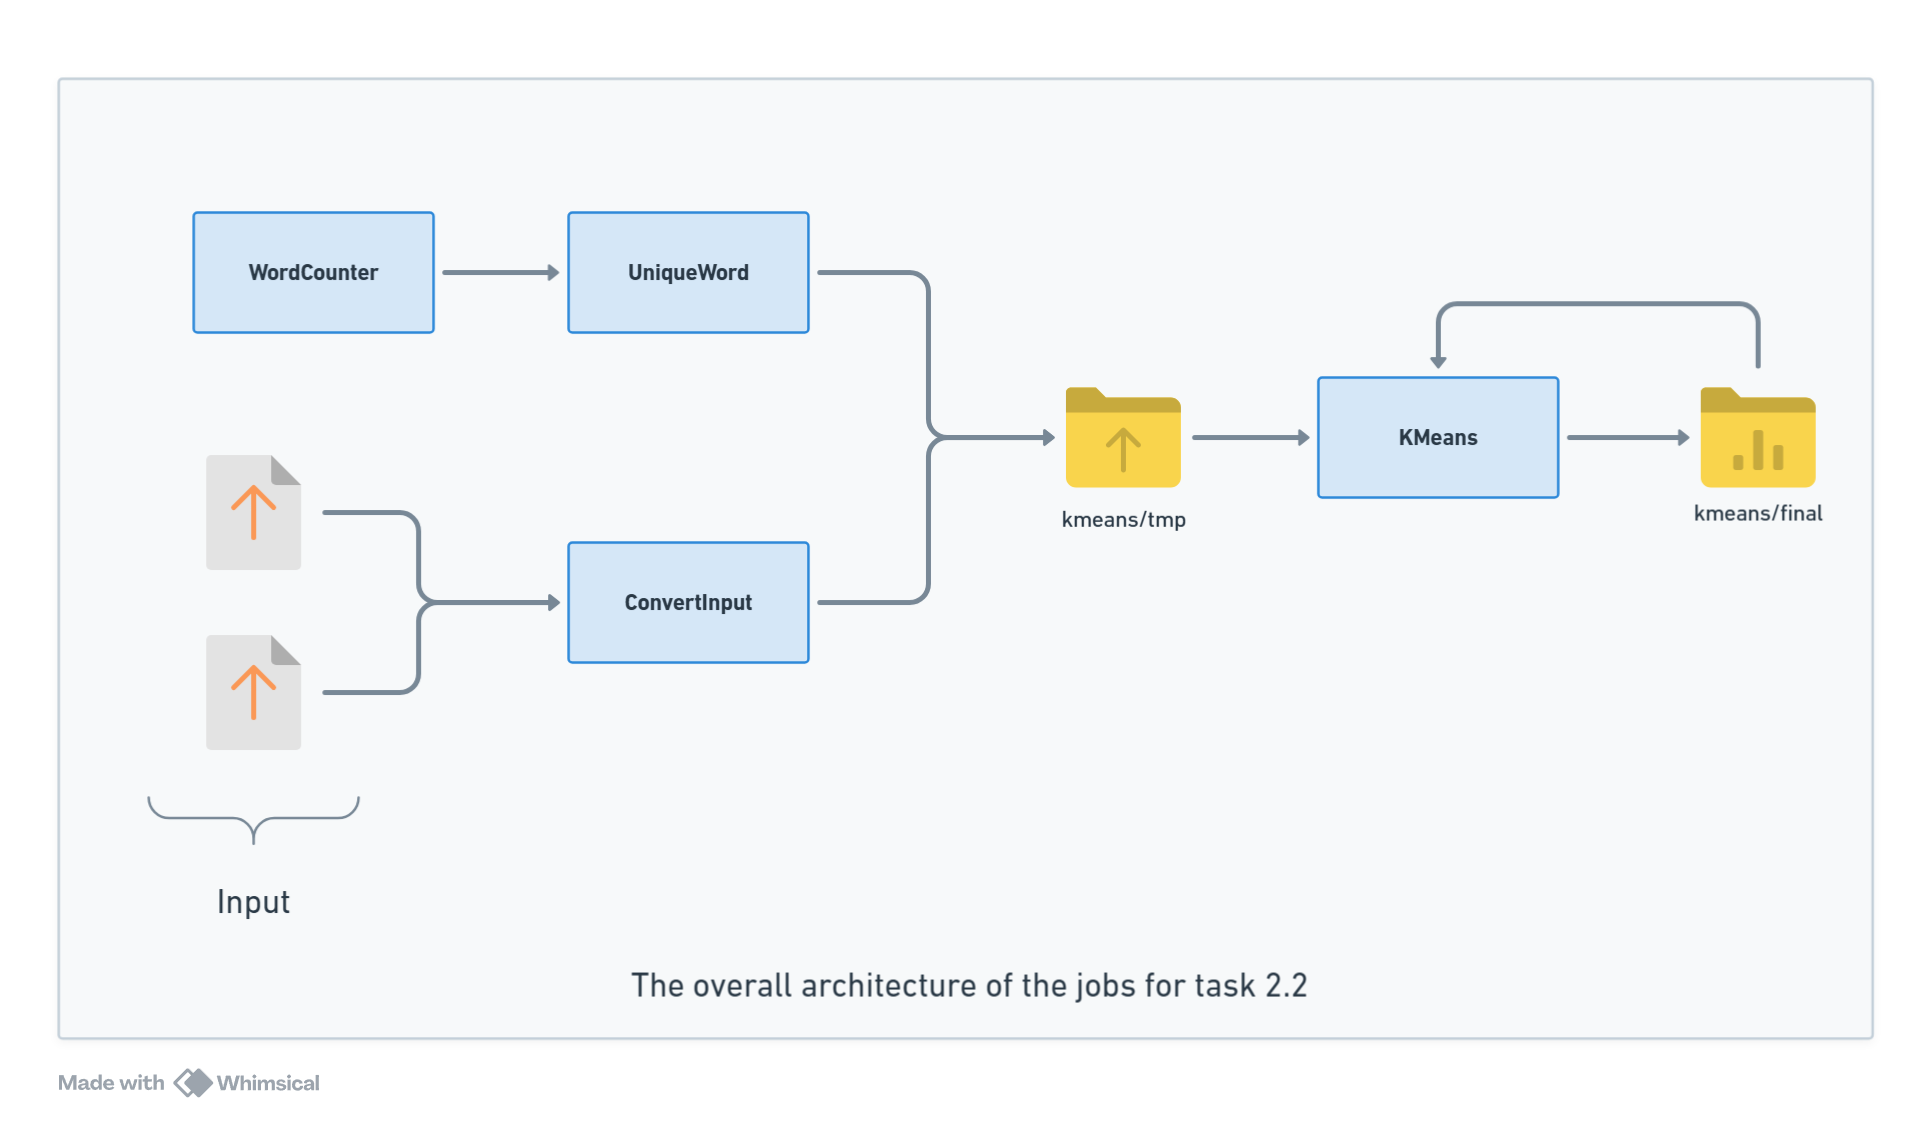 WordCounter
UniqueWord
KMeans
kmeans/tmp
kmeans/final
ConvertInput
Input
The overall architecture of the jobs for task 2.2
Made with Whimsical